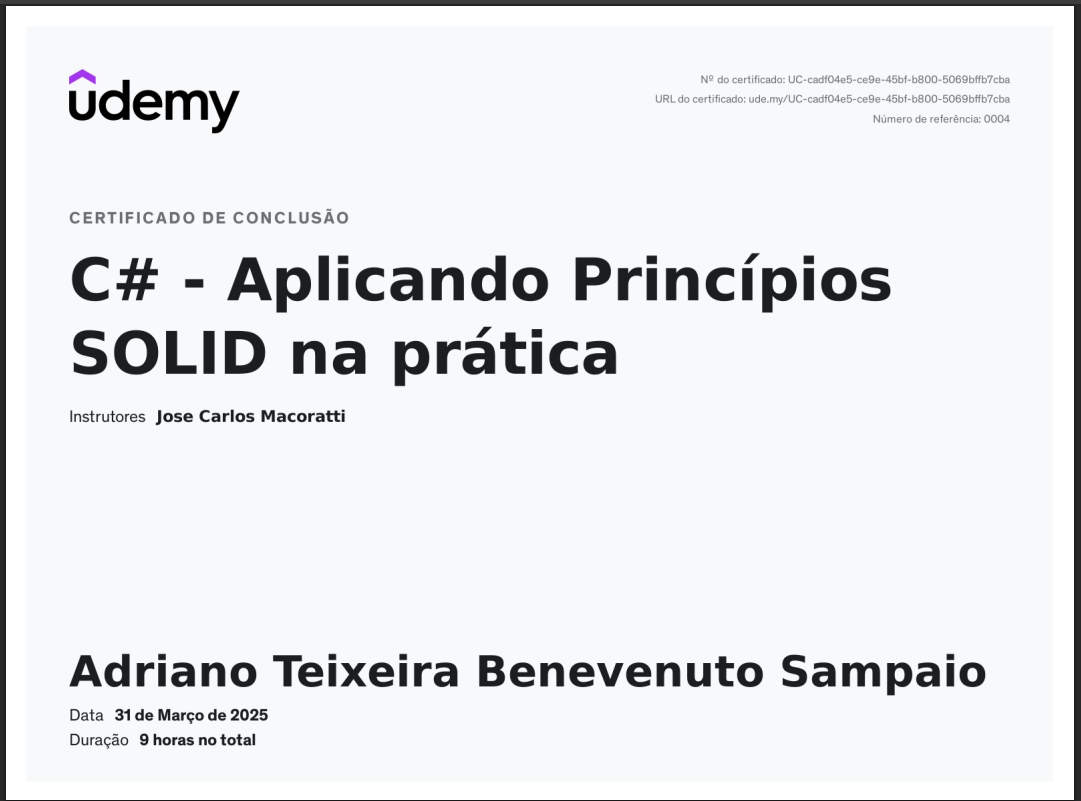 udemy
Nº do certificado: UC-cadf04e5-ce9e-45bf-b800-5069bffb7cba
URL do certificado: ude.my/UC-cadf04e5-ce9e-45bf-b800-5069bffb7cba
Número de referência: 0004
CERTIFICADO DE CONCLUSÃO
C# - Aplicando Princípios
SOLID na prática
Instrutores Jose Carlos Macoratti
Adriano Teixeira Benevenuto Sampaio
Data 31 de Março de 2025
Duração 9 horas no total